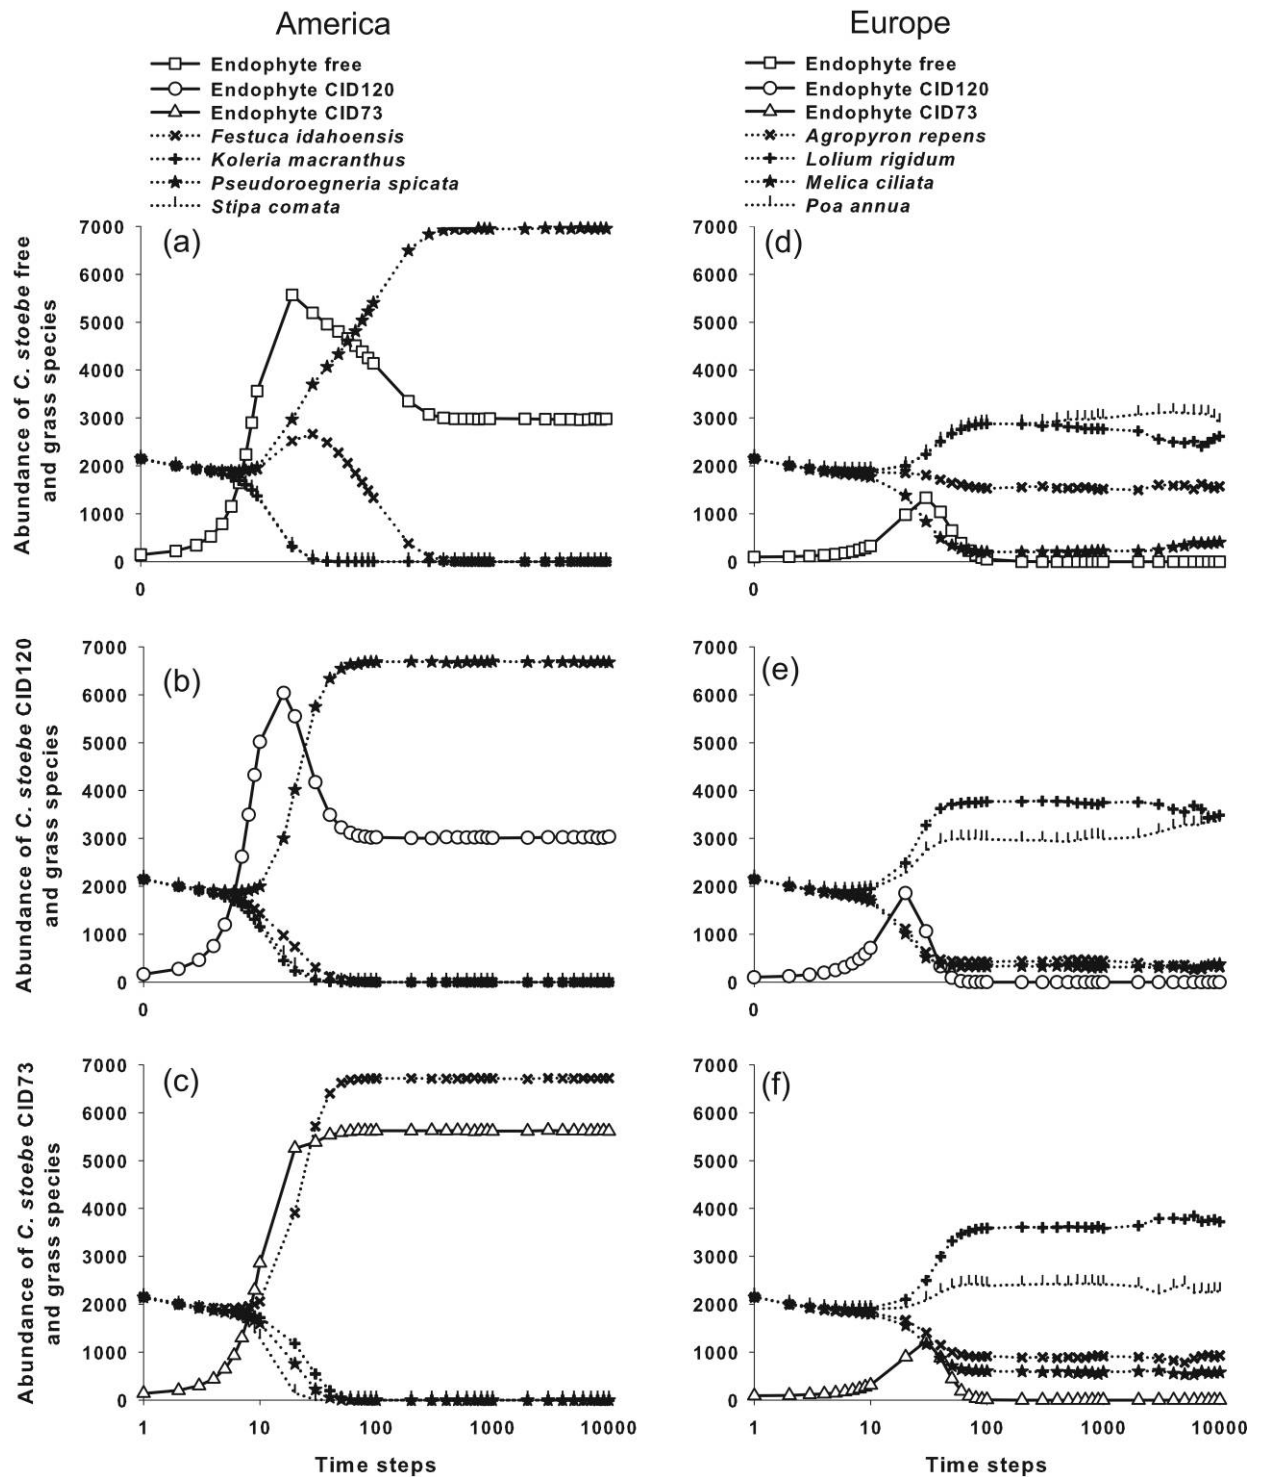 America
Endophyte free
Endophyte CID120
Endophyte CID73
Festuca idahoensis
Koleria macranthus
Pseudoroegneria spicata
Stipa comata
Europe
Endophyte free
Endophyte CID120
Endophyte CID73
Agropyron repens
Lolium rigidum
Melica ciliata
Poa annua
Abundance of C. stoebe free
and grass species
7000
6000
5000
4000
3000
2000
1000
0
0
(a)
7000
6000
5000
4000
3000
2000
1000
0
0
(d)
Abundance of C. stoebe CID120
and grass species
7000
6000
5000
4000
3000
2000
1000
0
0
(b)
7000
6000
5000
4000
3000
2000
1000
0
0
(e)
Abundance of C. stoebe CID73
and grass species
7000
6000
5000
4000
3000
2000
1000
0
(c)
1 10 100 1000 10000
Time steps
7000
6000
5000
4000
3000
2000
1000
0
(f)
1 10 100 1000 10000
Time steps